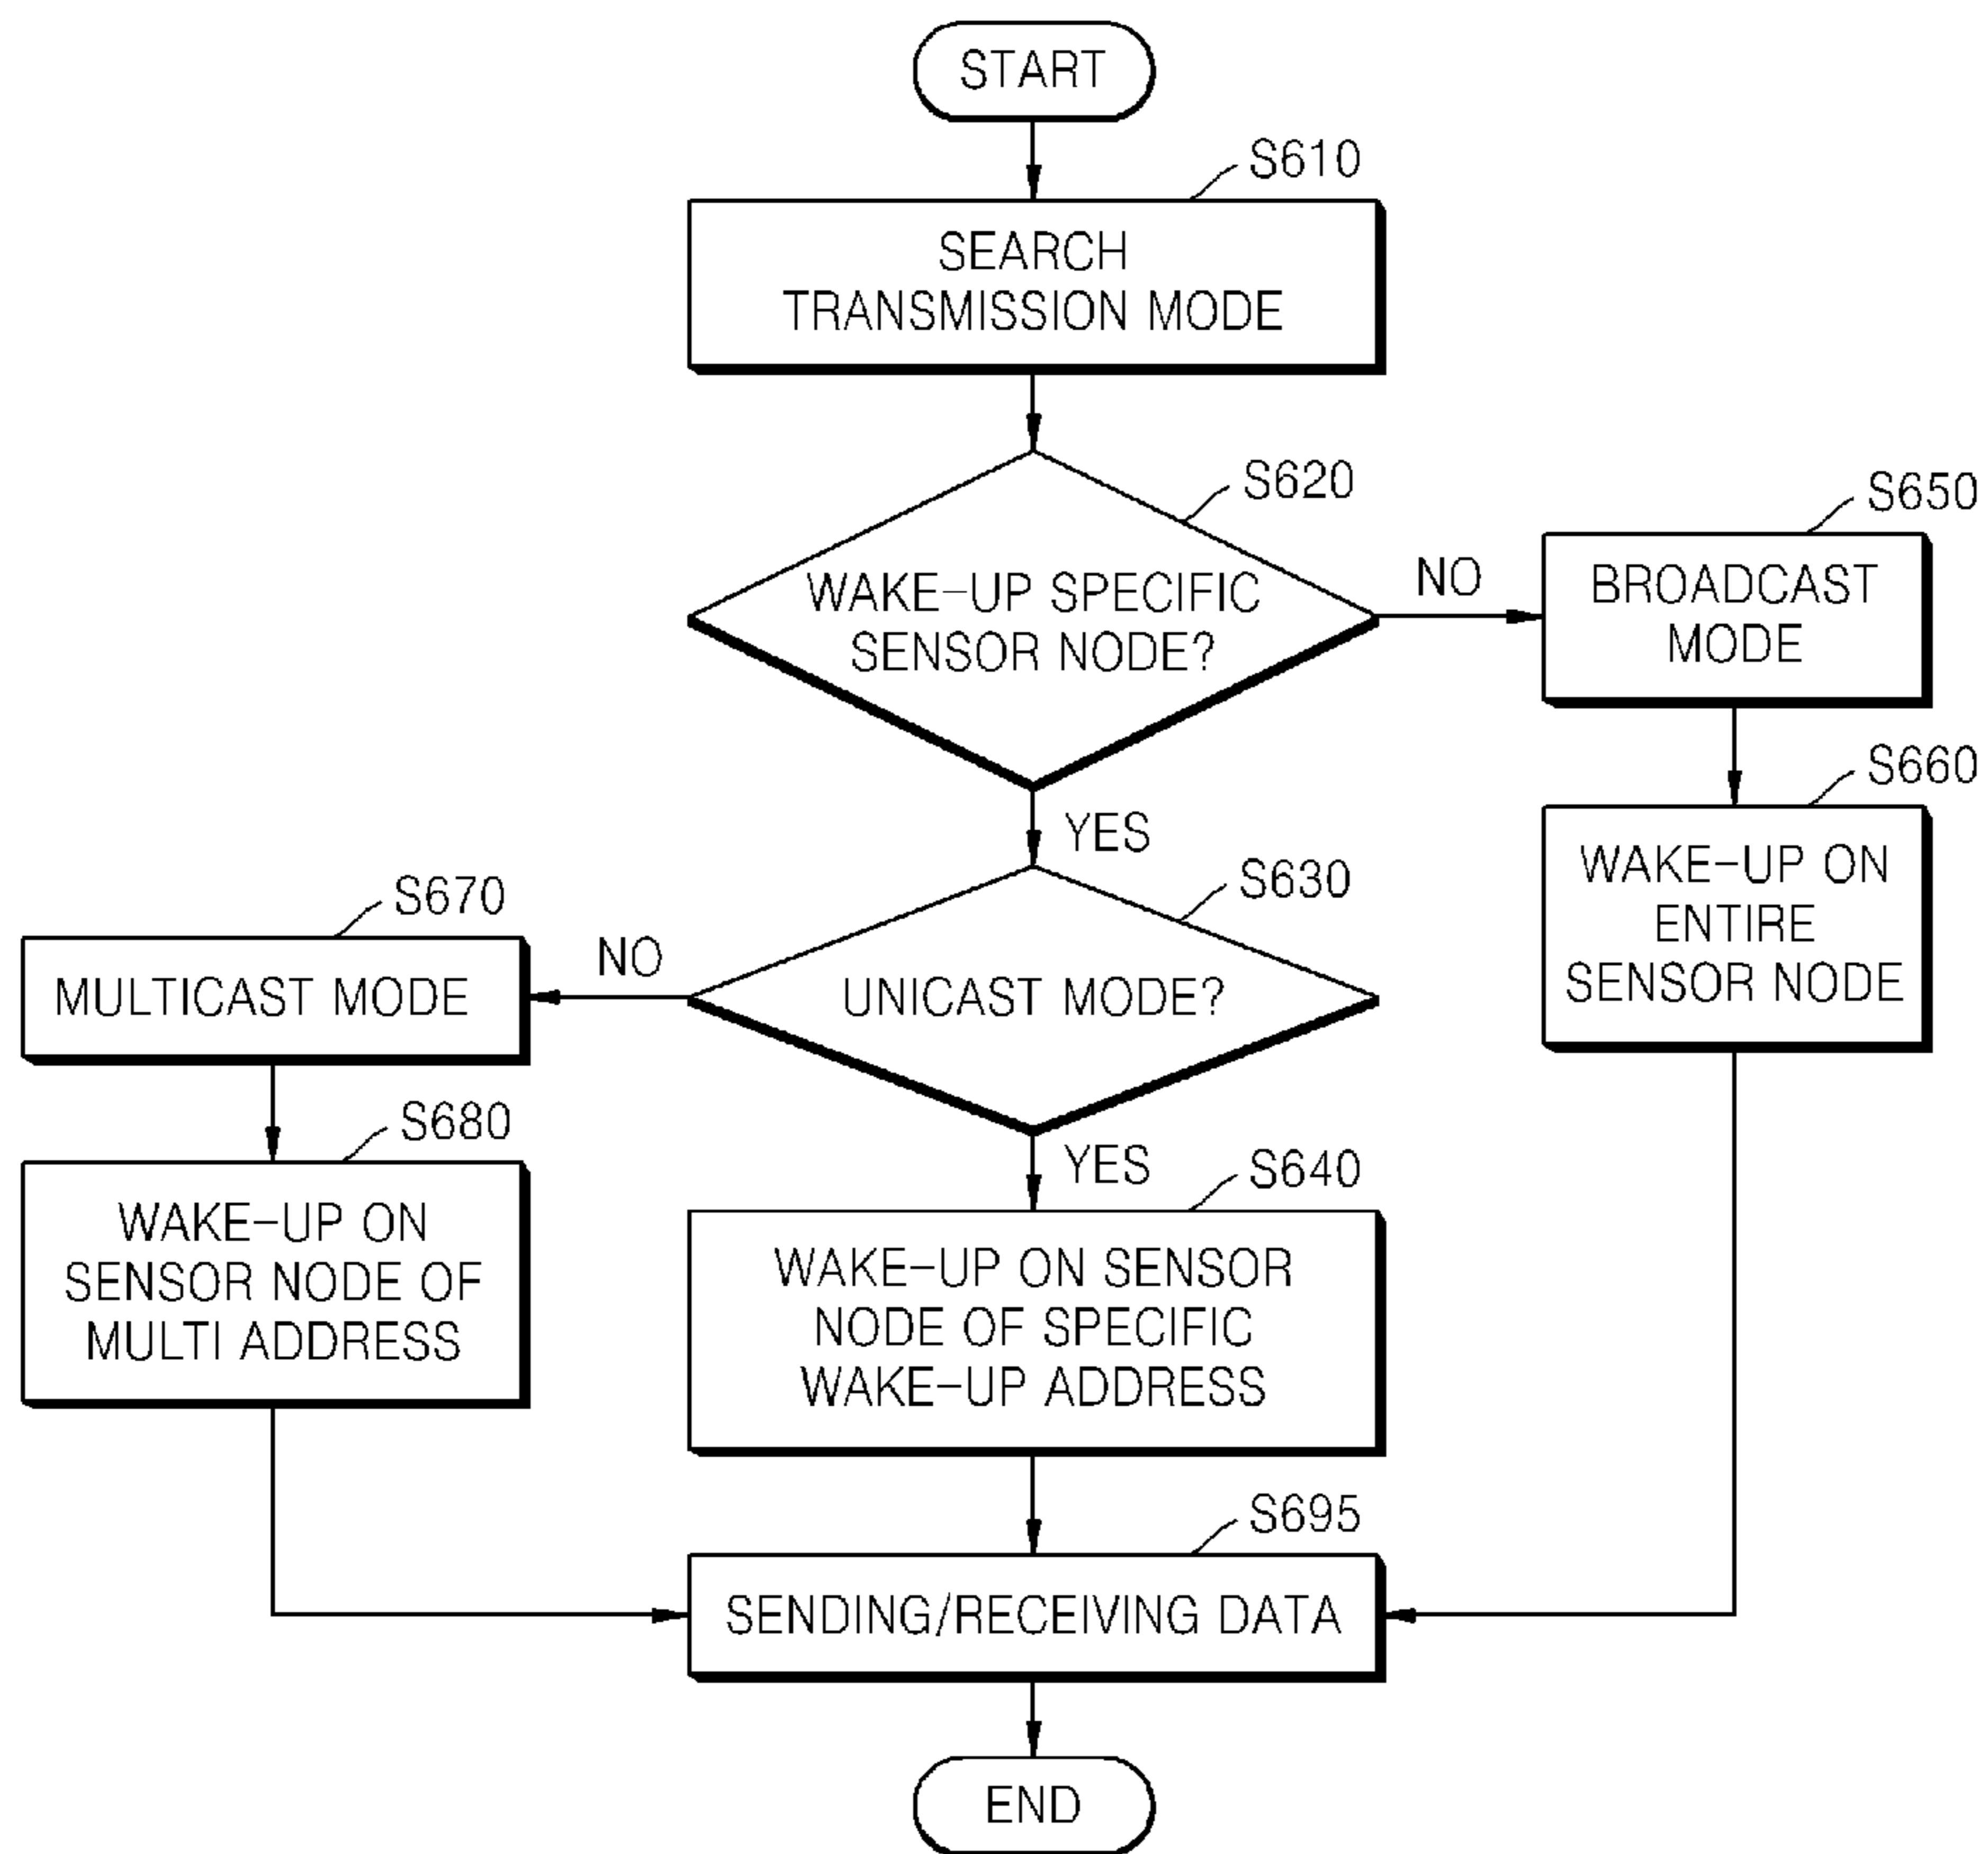 START
S610
SEARCH
TRANSMISSION MODE
S620
WAKE-UP SPECIFIC
SENSOR NODE?
NO
S650
BROADCAST
MODE
YES
S660
WAKE-UP ON
ENTIRE
SENSOR NODE
S630
UNICAST MODE?
NO
S670
MULTICAST MODE
S680
WAKE-UP ON
SENSOR NODE OF
MULTI ADDRESS
YES
S640
WAKE-UP ON SENSOR
NODE OF SPECIFIC
WAKE-UP ADDRESS
S695
SENDING/RECEIVING DATA
END